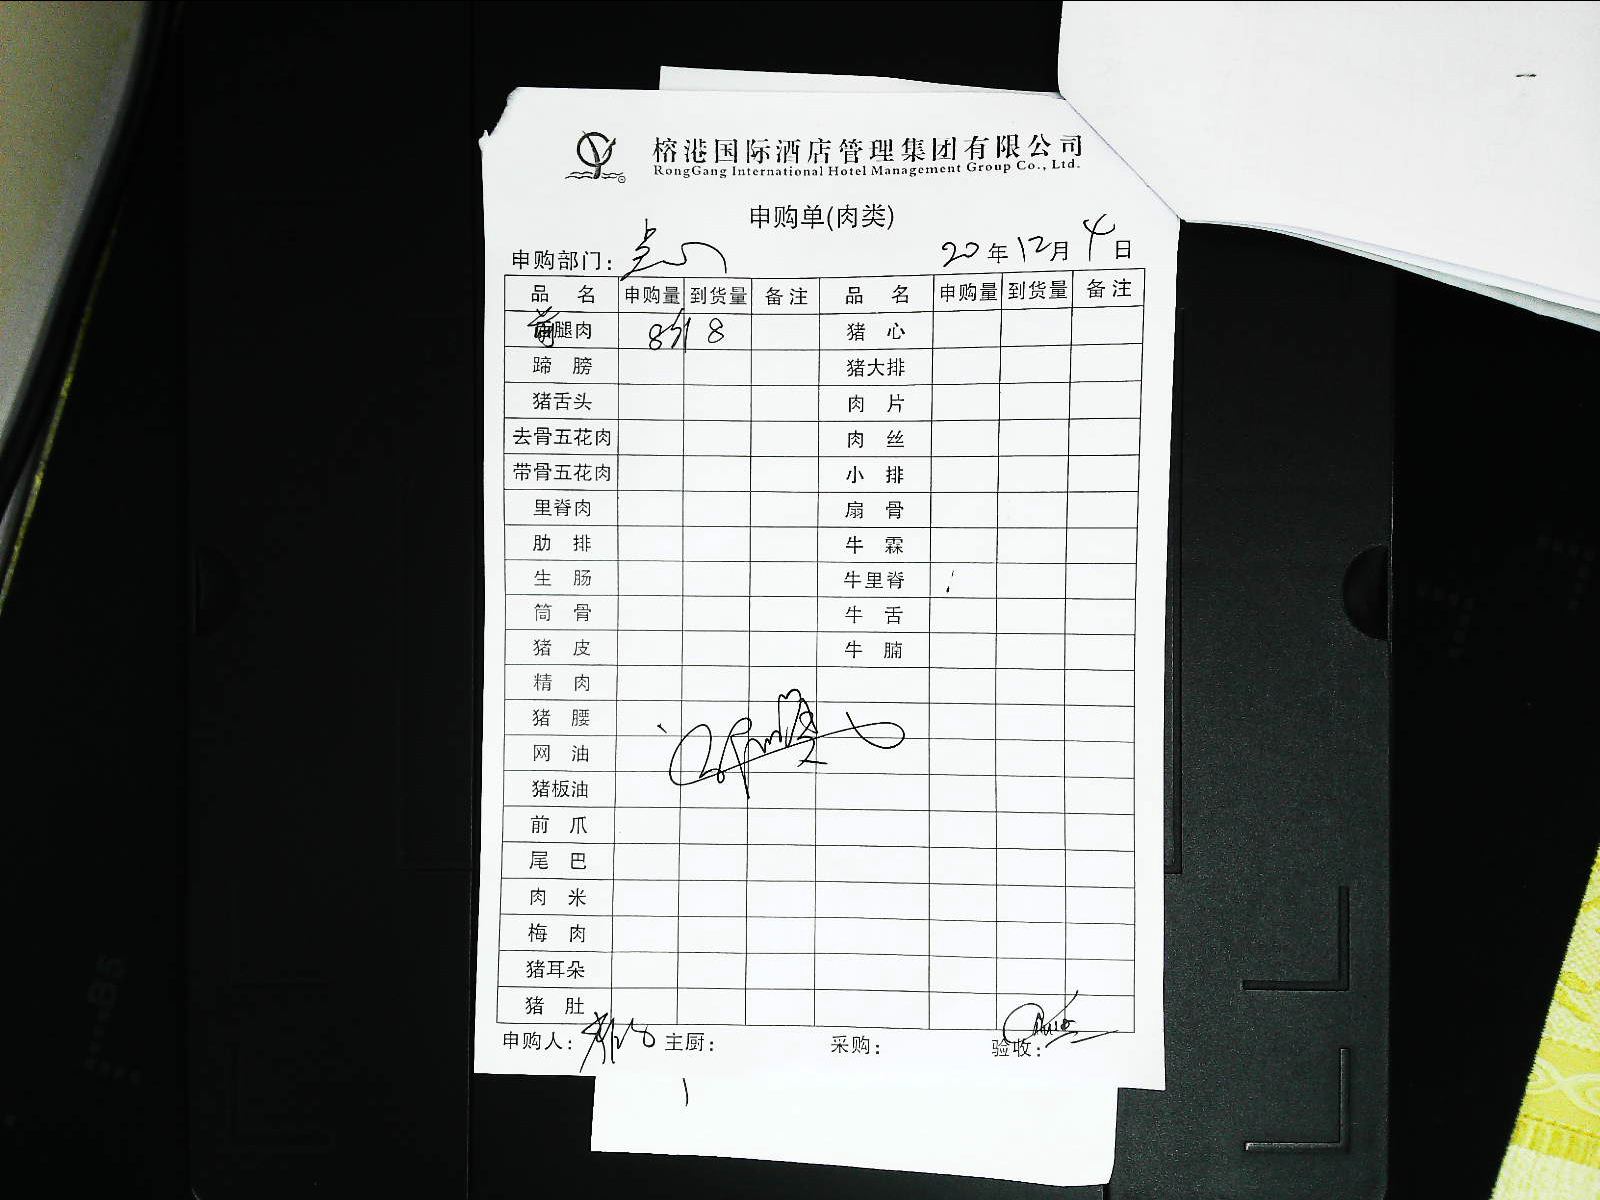 榕港国际酒店管理集团有限公司
RongGang International Hotel Management Group Co., Ltd.
申购单(肉类)
申购部门: 点心 20年12月4日
品名 申购量 到货量 备注 品名 申购量 到货量 备注
前腿肉 8斤 8 猪心
蹄膀 猪大排
猪舌头 肉片
去骨五花肉 肉丝
带骨五花肉 小排
里脊肉 扇骨
肋排 牛霖
生肠 牛里脊
筒骨 牛舌
猪皮 牛腩
精肉
猪腰
网油
猪板油
前爪
尾巴
肉米
梅肉
猪耳朵
猪肚
申购人: 主厨: 采购: 验收: